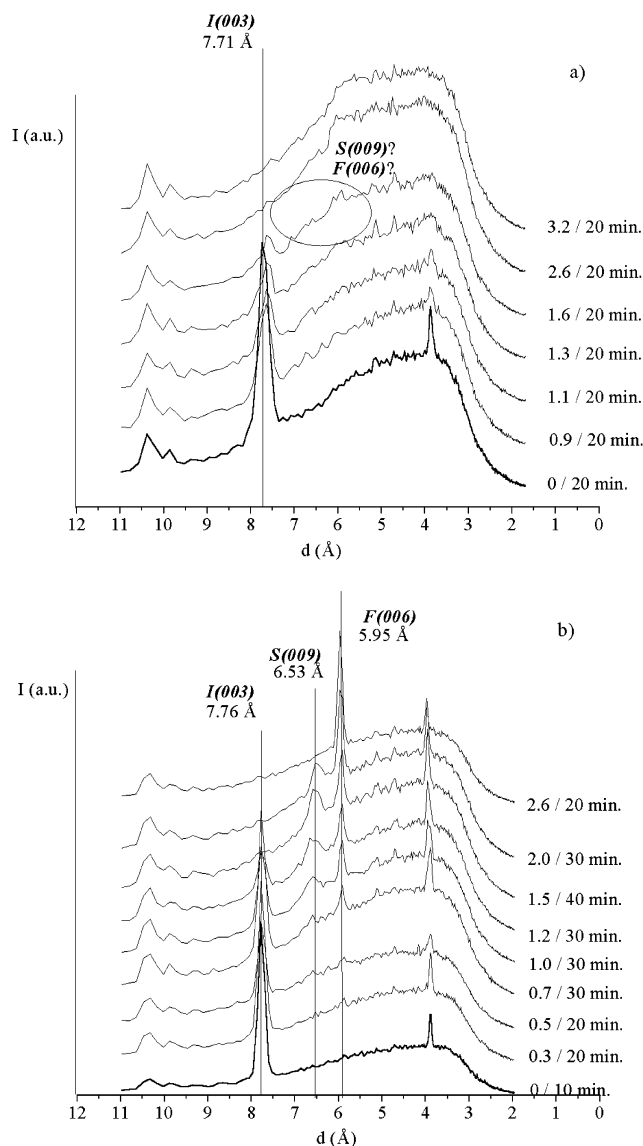 I(003)
7.71 Å
a)
I (a.u.)
S(009)?
F(006)?
3.2 / 20 min.
2.6 / 20 min.
1.6 / 20 min.
1.3 / 20 min.
1.1 / 20 min.
0.9 / 20 min.
0 / 20 min.
12 11 10 9 8 7 6 5 4 3 2 1 0
d (Å)
F(006)
5.95 Å
b)
S(009)
6.53 Å
I (a.u.)
I(003)
7.76 Å
2.6 / 20 min.
2.0 / 30 min.
1.5 / 40 min.
1.2 / 30 min.
1.0 / 30 min.
0.7 / 30 min.
0.5 / 20 min.
0.3 / 20 min.
0 / 10 min.
12 11 10 9 8 7 6 5 4 3 2 1 0
d (Å)